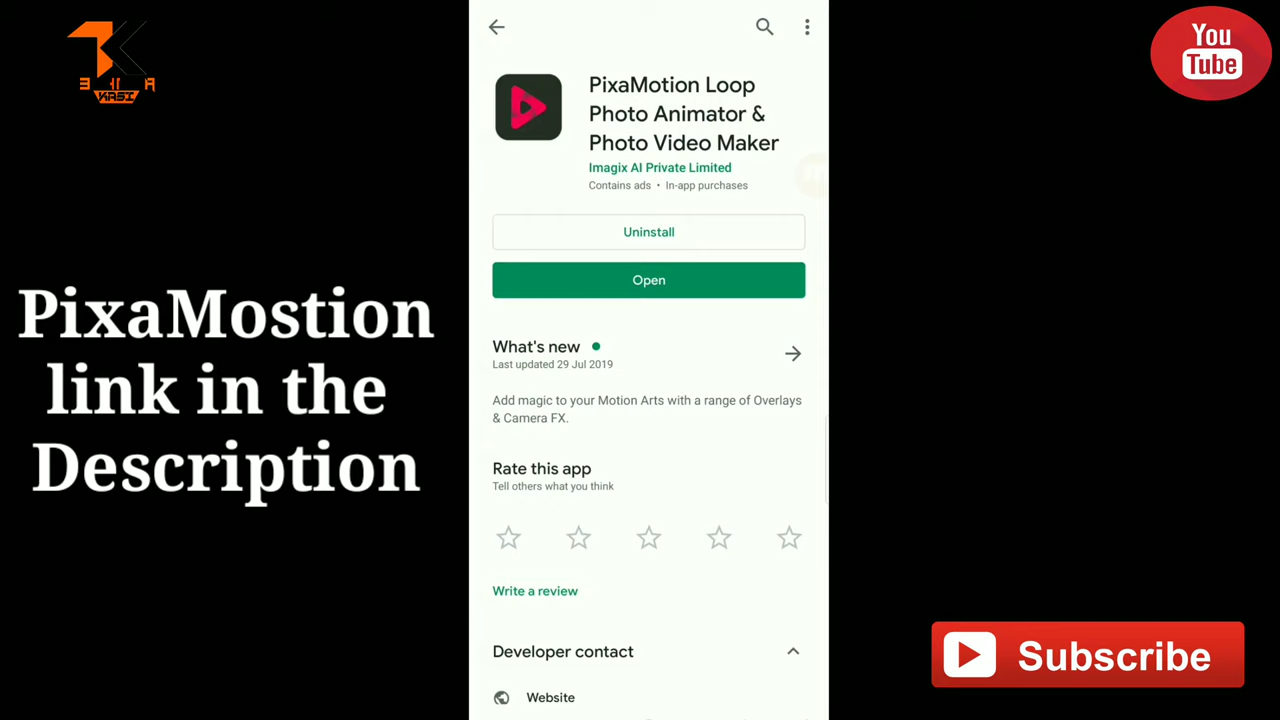 KASI
You
Tube
PixaMotion Loop
Photo Animator &
Photo Video Maker
Imagix AI Private Limited
Contains ads • In-app purchases
Uninstall
Open
PixaMostion
link in the
Description
What's new
Last updated 29 Jul 2019
Add magic to your Motion Arts with a range of Overlays
& Camera FX.
Rate this app
Tell others what you think
Write a review
Developer contact
Website
Subscribe